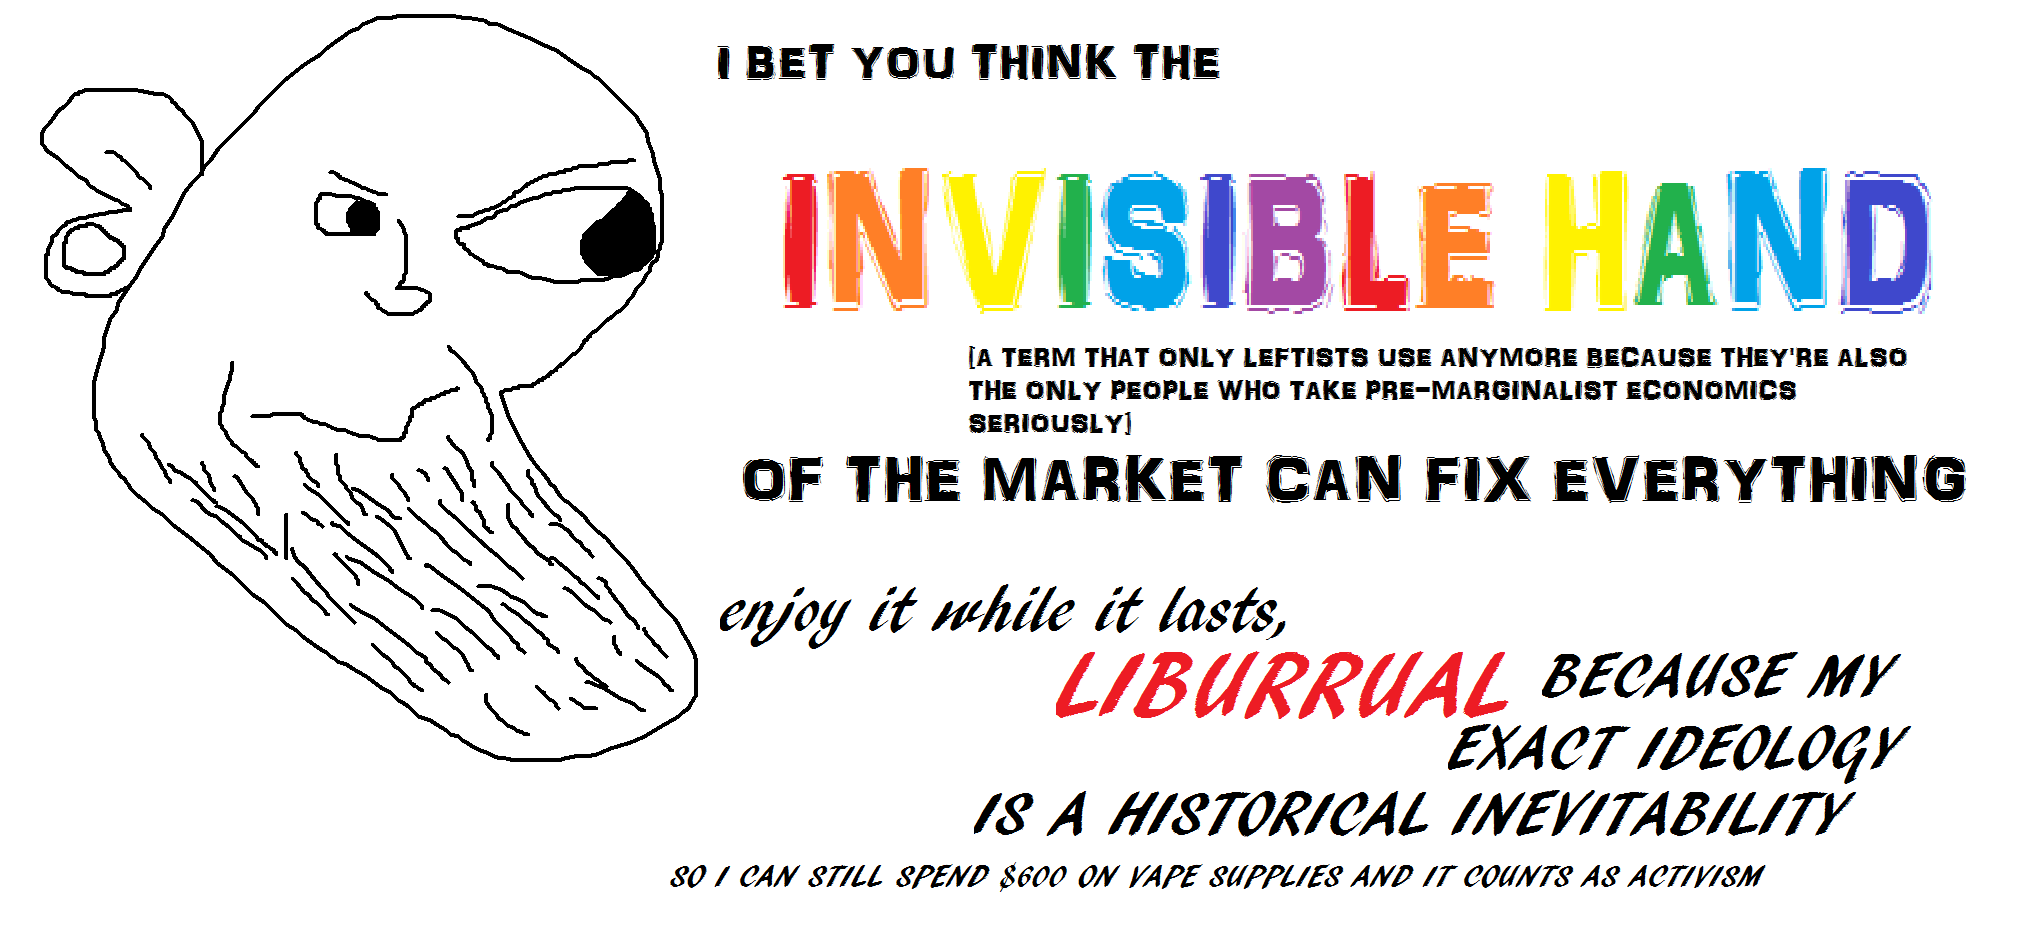 I BET YOU THINK THE
INVISIBLE HAND
(A TERM THAT ONLY LEFTISTS USE ANYMORE BECAUSE THEY'RE ALSO
THE ONLY PEOPLE WHO TAKE PRE-MARGINALIST ECONOMICS
SERIOUSLY)
OF THE MARKET CAN FIX EVERYTHING
enjoy it while it lasts,
LIBURRUAL BECAUSE MY
EXACT IDEOLOGY
IS A HISTORICAL INEVITABILITY
SO I CAN STILL SPEND $600 ON VAPE SUPPLIES AND IT COUNTS AS ACTIVISM